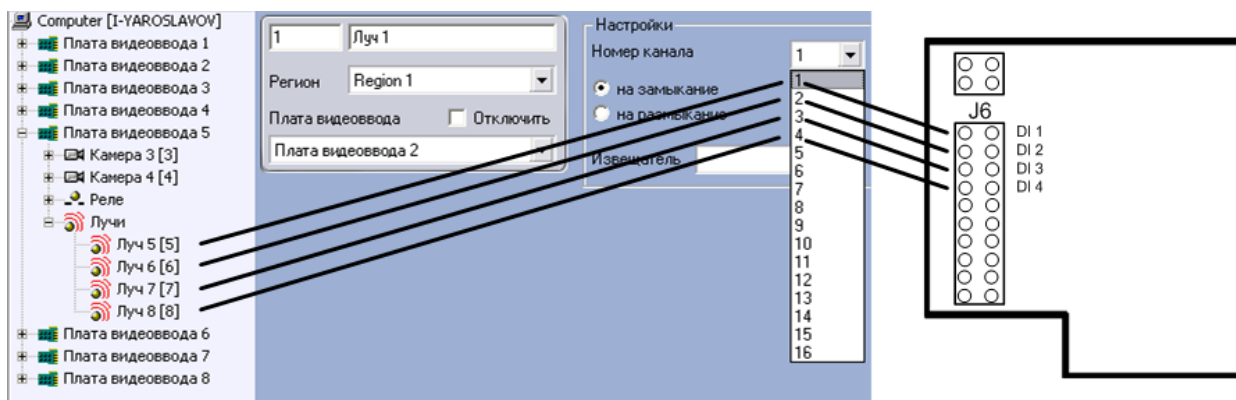 Computer [I-YAROSLAVOV]
Плата видеоввода 1
Плата видеоввода 2
Плата видеоввода 3
Плата видеоввода 4
Плата видеоввода 5
Камера 3 [3]
Камера 4 [4]
Реле
Лучи
Луч 5 [5]
Луч 6 [6]
Луч 7 [7]
Луч 8 [8]
Плата видеоввода 6
Плата видеоввода 7
Плата видеоввода 8
1 Луч 1
Регион Region 1
Плата видеоввода Отключить
Плата видеоввода 2
Настройки
Номер канала 1
на замыкание
на размыкание
Извещатель
1
2
3
4
5
6
7
8
9
10
11
12
13
14
15
16
J6
DI 1
DI 2
DI 3
DI 4